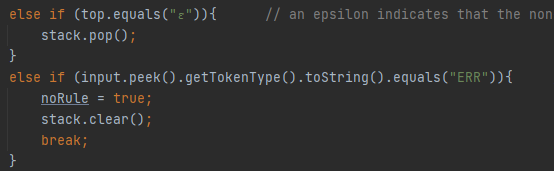 else if (top.equals("ε")){ // an epsilon indicates that the non
stack.pop();
}
else if (input.peek().getTokenType().toString().equals("ERR")){
noRule = true;
stack.clear();
break;
}